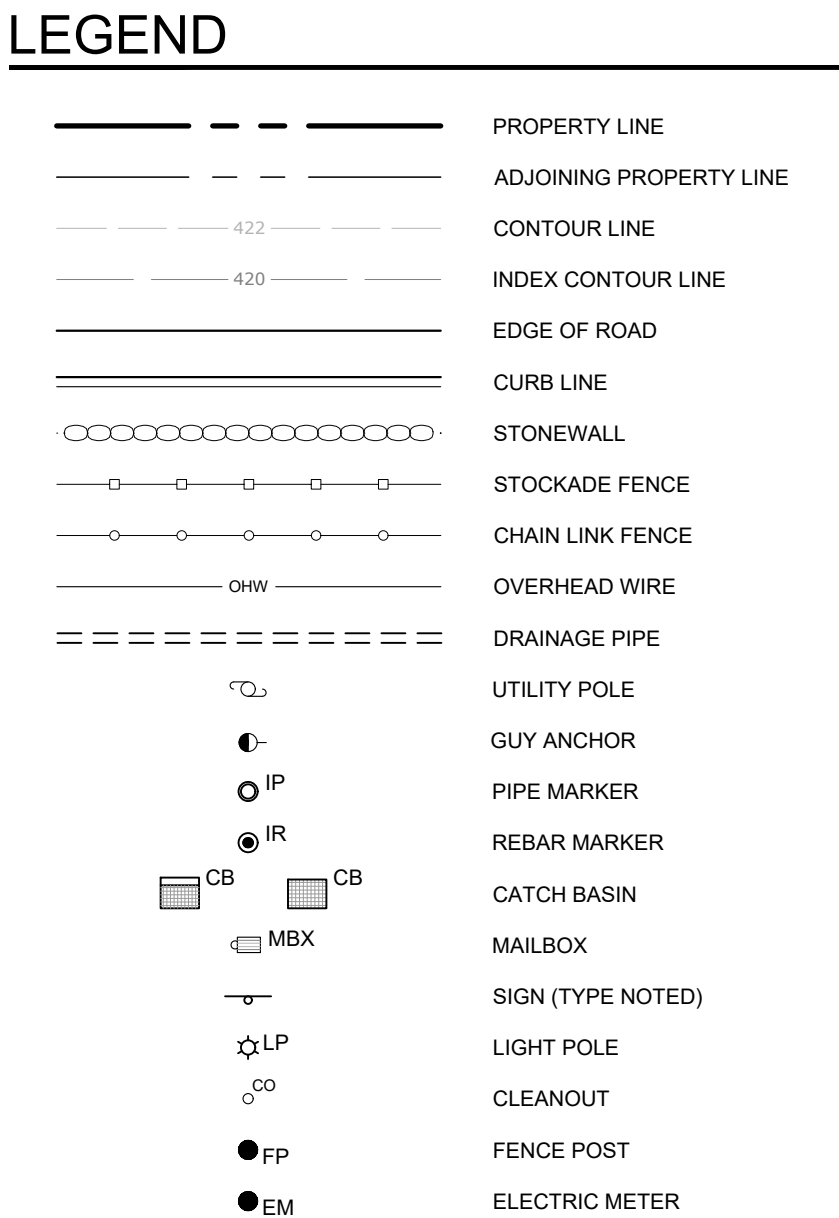 LEGEND
PROPERTY LINE
ADJOINING PROPERTY LINE
422 CONTOUR LINE
420 INDEX CONTOUR LINE
EDGE OF ROAD
CURB LINE
STONEWALL
STOCKADE FENCE
CHAIN LINK FENCE
OHW OVERHEAD WIRE
DRAINAGE PIPE
UTILITY POLE
GUY ANCHOR
IP PIPE MARKER
IR REBAR MARKER
CB CB CATCH BASIN
MBX MAILBOX
SIGN (TYPE NOTED)
LP LIGHT POLE
CO CLEANOUT
FP FENCE POST
EM ELECTRIC METER